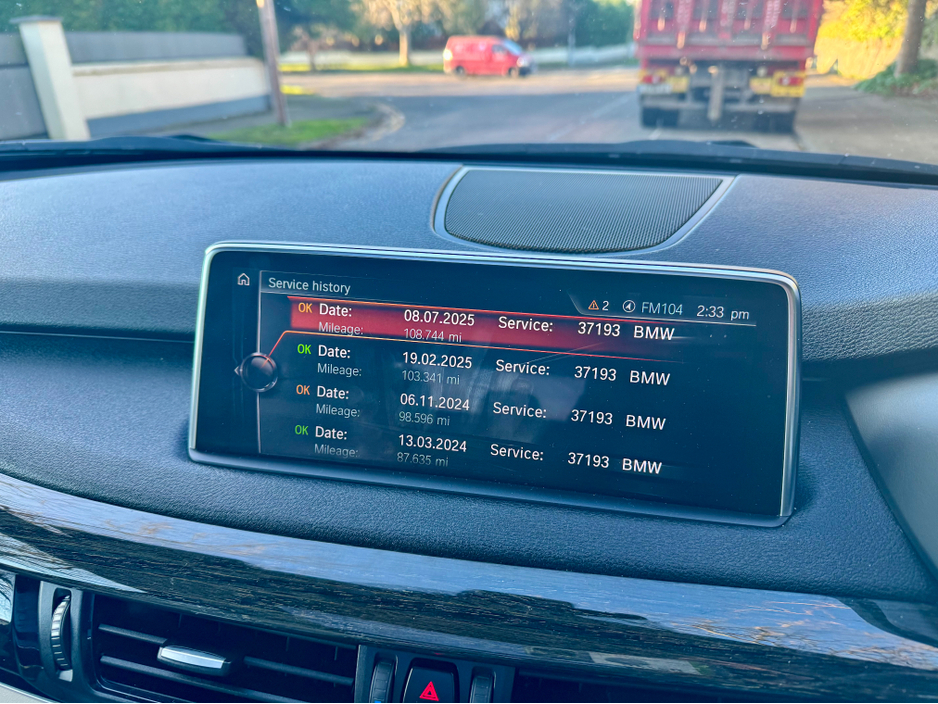 Service history
2 FM104 2:33 pm
OK Date: 08.07.2025 Service: 37193 BMW
Mileage: 108.744 mi
OK Date: 19.02.2025 Service: 37193 BMW
Mileage: 103.341 mi
OK Date: 06.11.2024 Service: 37193 BMW
Mileage: 98.596 mi
OK Date: 13.03.2024 Service: 37193 BMW
Mileage: 87.635 mi